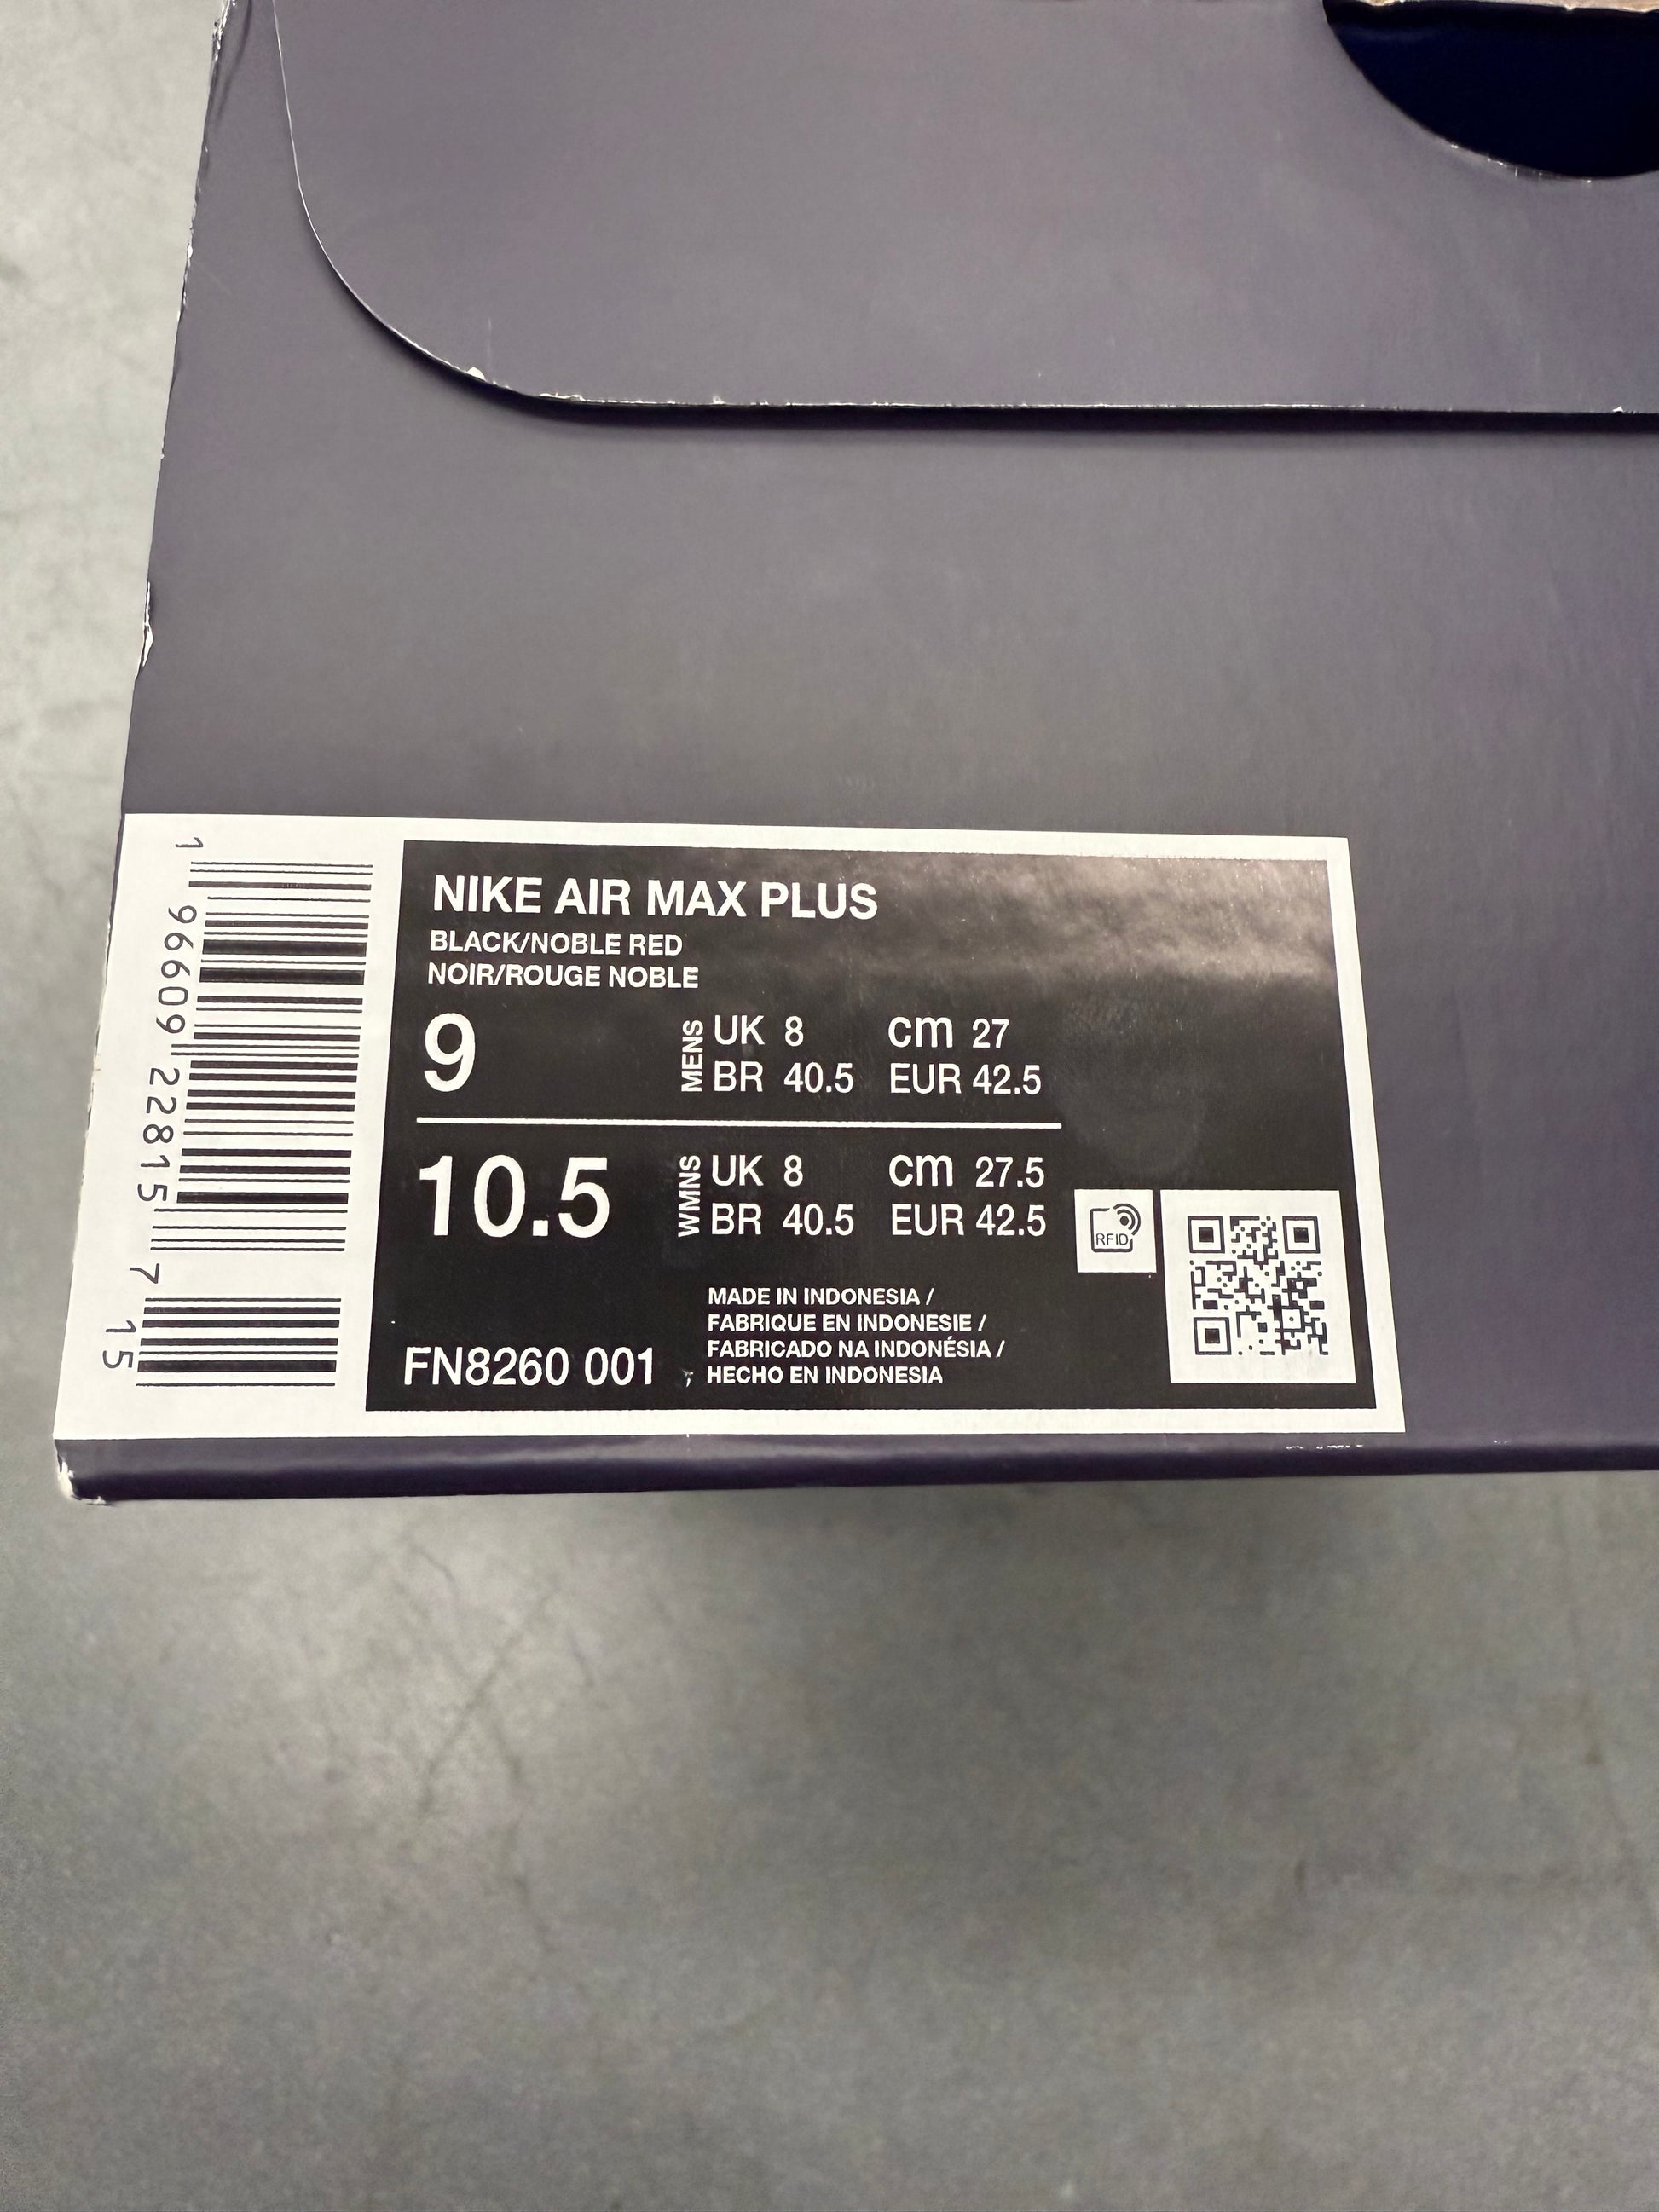 NIKE AIR MAX PLUS
BLACK/NOBLE RED
NOIR/ROUGE NOBLE
9
MENS
UK 8 cm 27
BR 40.5 EUR 42.5
10.5
WMNS
UK 8 cm 27.5
BR 40.5 EUR 42.5
RFID
MADE IN INDONESIA /
FABRIQUE EN INDONESIE /
FABRICADO NA INDONÉSIA /
HECHO EN INDONESIA
FN8260 001
1 96609 22815 7 15